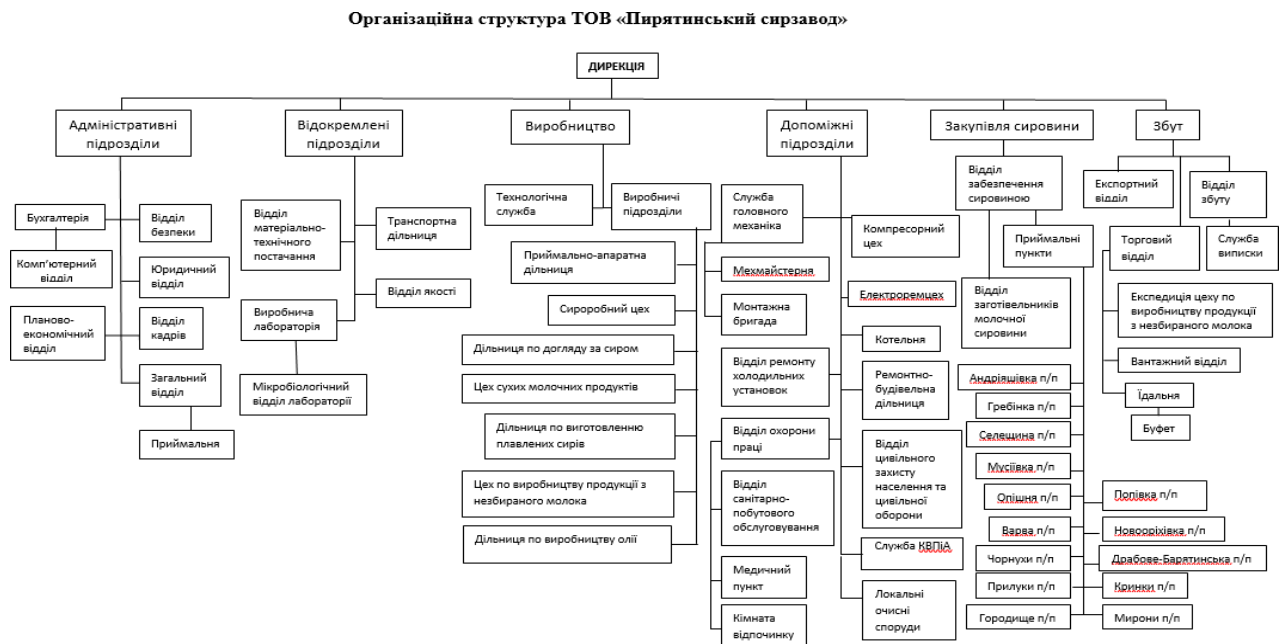 Організаційна структура ТОВ «Пирятинський сирзавод»
ДИРЕКЦІЯ
Адміністративні
підрозділи
Відокремлені
підрозділи
Виробництво
Допоміжні
підрозділи
Закупівля сировини
Збут
Бухгалтерія
Відділ
безпеки
Комп’ютерний
відділ
Юридичний
відділ
Планово-
економічний
відділ
Відділ
кадрів
Загальний
відділ
Приймальня
Відділ
матеріально-
технічного
постачання
Транспортна
дільниця
Відділ якості
Виробнича
лабораторія
Мікробіологічний
відділ лабораторії
Технологічна
служба
Виробничі
підрозділи
Приймально-апаратна
дільниця
Сироробний цех
Дільниця по догляду за сиром
Цех сухих молочних продуктів
Дільниця по виготовленню
плавлених сирів
Цех по виробництву продукції з
незбираного молока
Дільниця по виробництву олії
Служба
головного
механіка
Компресорний
цех
Мехмайстерня
Електроремцех
Монтажна
бригада
Котельня
Відділ ремонту
холодильних
установок
Ремонтно-
будівельна
дільниця
Відділ охорони
праці
Відділ
цивільного
захисту
населення та
цивільної
оборони
Відділ
санітарно-
побутового
обслуговування
Служба КВПіА
Медичний
пункт
Локальні
очисні
споруди
Кімната
відпочинку
Відділ
забезпечення
сировиною
Приймальні
пункти
Відділ
заготівельників
молочної
сировини
Андріяшівка п/п
Гребінка п/п
Селещина п/п
Мусіївка п/п
Опішня п/п
Попівка п/п
Варва п/п
Новооріхівка п/п
Чорнухи п/п
Драбове-Барятинська п/п
Прилуки п/п
Кринки п/п
Городище п/п
Мирони п/п
Експортний
відділ
Відділ
збуту
Торговий
відділ
Служба
виписки
Експедиція цеху по
виробництву продукції
з незбираного молока
Вантажний відділ
Їдальня
Буфет